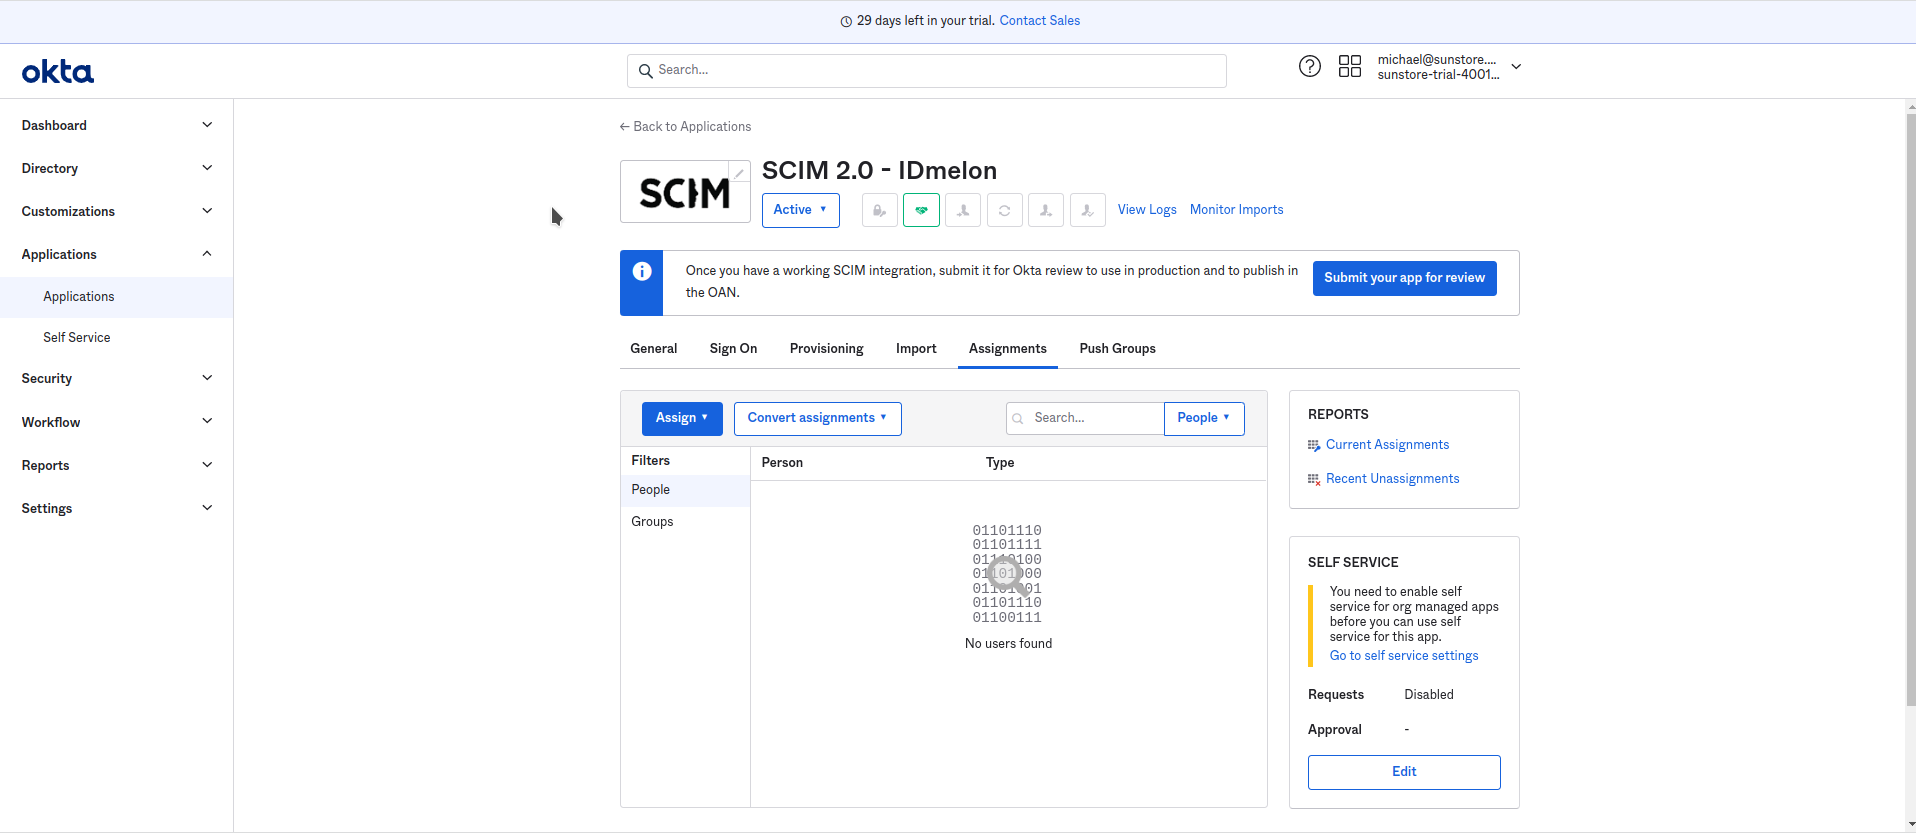 29 days left in your trial. Contact Sales
okta
Search...
michael@sunstore....
sunstore-trial-4001...
Dashboard
Directory
Customizations
Applications
Applications
Self Service
Security
Workflow
Reports
Settings
← Back to Applications
SCIM
SCIM 2.0 - IDmelon
Active
View Logs
Monitor Imports
Once you have a working SCIM integration, submit it for Okta review to use in production and to publish in
the OAN.
Submit your app for review
General
Sign On
Provisioning
Import
Assignments
Push Groups
Assign
Convert assignments
Search...
People
Filters
People
Groups
Person
Type
01101110
01101111
01110100
01101000
01101001
01101110
01100111
No users found
REPORTS
Current Assignments
Recent Unassignments
SELF SERVICE
You need to enable self
service for org managed apps
before you can use self
service for this app.
Go to self service settings
Requests Disabled
Approval -
Edit